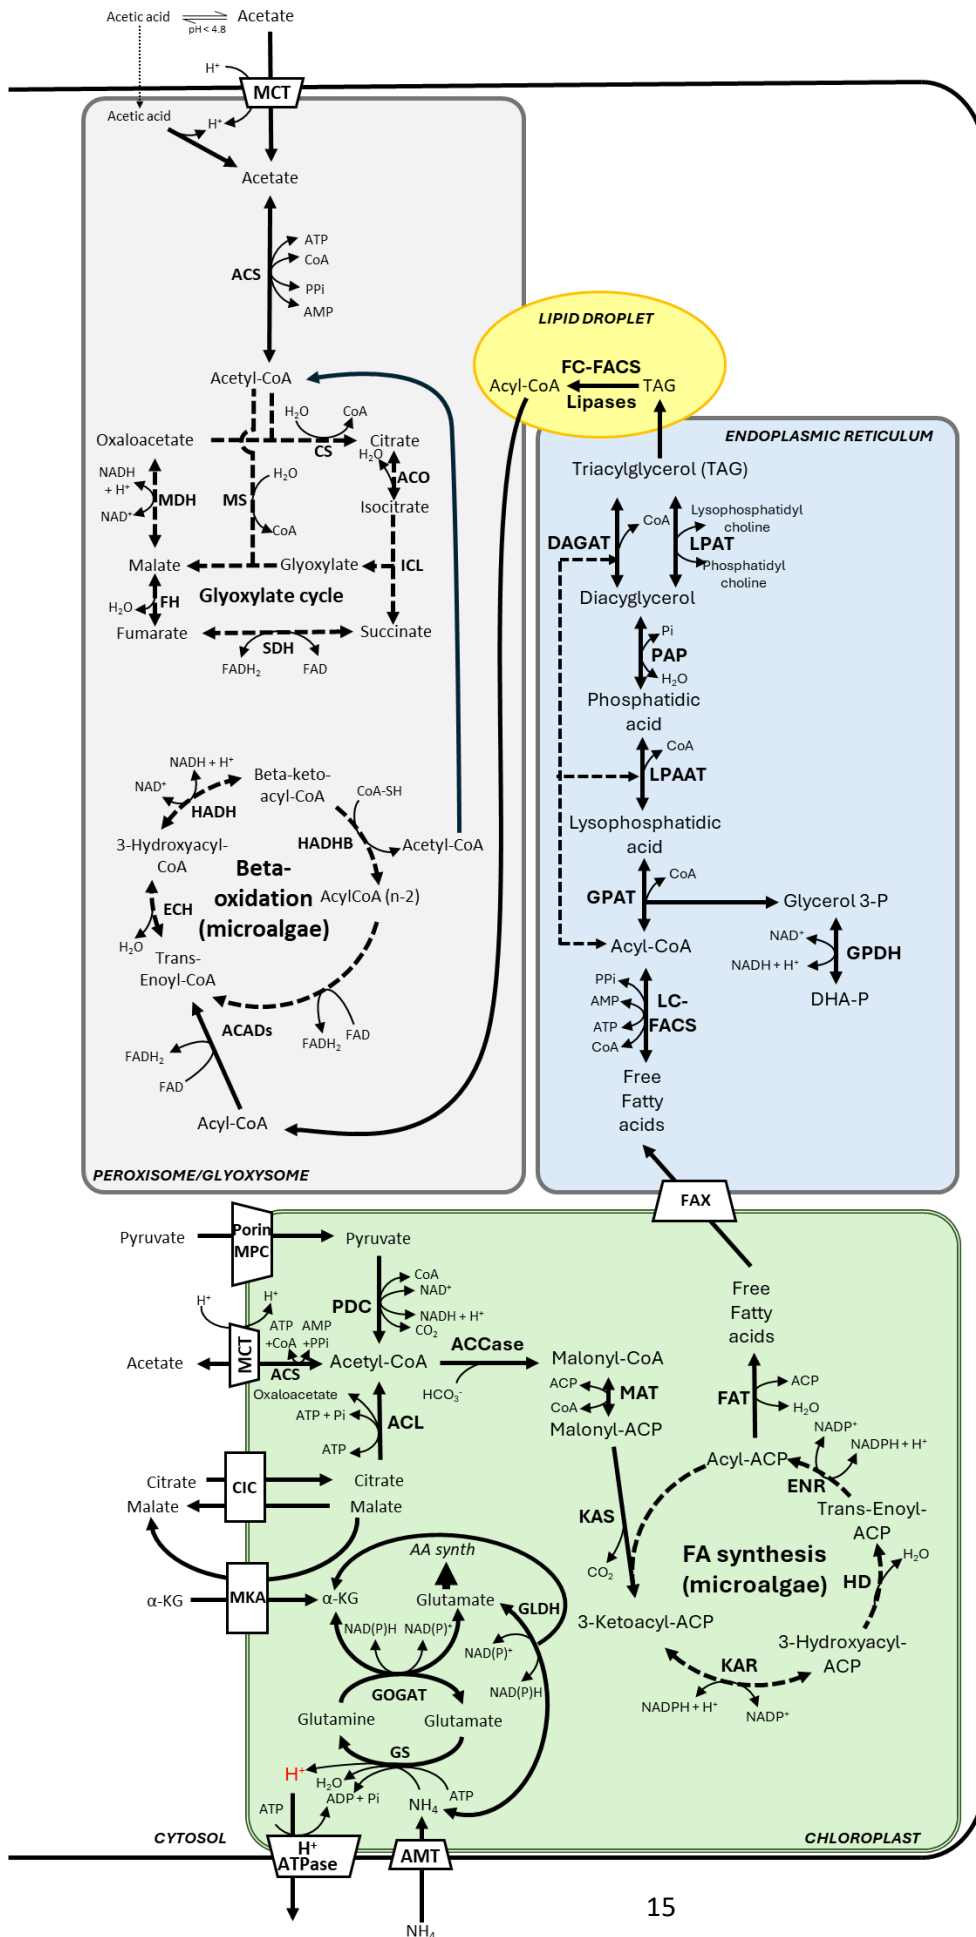 Acetic acid
Acetate
pH < 4.8
H⁺
MCT
Acetic acid
H⁺
Acetate
ACS
ATP
CoA
PPi
AMP
Acetyl-CoA
H₂O
CoA
Oxaloacetate
CS
Citrate
H₂O
ACO
NADH
+ H⁺
MDH
NAD⁺
MS
H₂O
CoA
Isocitrate
Malate
Glyoxylate
ICL
Glyoxylate cycle
FH
H₂O
Fumarate
SDH
Succinate
FADH₂
FAD
NADH + H⁺
NAD⁺
HADH
Beta-keto-
acyl-CoA
CoA-SH
HADHB
Acetyl-CoA
3-Hydroxyacyl-
CoA
Beta-
oxidation
(microalgae)
AcylCoA (n-2)
ECH
H₂O
Trans-
Enoyl-CoA
ACADs
FADH₂
FAD
FADH₂
FAD
Acyl-CoA
PEROXISOME/GLYOXYSOME
LIPID DROPLET
FC-FACS
Acyl-CoA
TAG
Lipases
ENDOPLASMIC RETICULUM
Triacylglycerol (TAG)
DAGAT
CoA
LPAT
Lysophosphatidyl
choline
Phosphatidyl
choline
Diacyglycerol
Pi
PAP
H₂O
Phosphatidic
acid
CoA
LPAAT
Lysophosphatidic
acid
GPAT
CoA
Glycerol 3-P
Acyl-CoA
NAD⁺
GPDH
NADH + H⁺
DHA-P
PPi
AMP
ATP
CoA
LC-
FACS
Free
Fatty
acids
FAX
Pyruvate
Porin
MPC
Pyruvate
PDC
CoA
NAD⁺
NADH + H⁺
CO₂
H⁺
H⁺
MCT
ATP
+CoA
AMP
+PPi
Acetate
ACS
Acetyl-CoA
ACCase
HCO₃⁻
Malonyl-CoA
ACP
CoA
MAT
Malonyl-ACP
Oxaloacetate
ATP + Pi
ATP
ACL
Citrate
CIC
Citrate
Malate
Malate
α-KG
MKA
α-KG
AA synth
Glutamate
GLDH
NAD(P)H
NAD(P)⁺
NAD(P)⁺
NAD(P)H
GOGAT
Glutamine
Glutamate
GS
H⁺
H₂O
ADP + Pi
NH₄
ATP
ATP
H⁺
ATPase
AMT
NH₄
CYTOSOL
CHLOROPLAST
Free
Fatty
acids
FAT
ACP
H₂O
Acyl-ACP
NADP⁺
NADPH + H⁺
ENR
Trans-Enoyl-
ACP
KAS
CO₂
FA synthesis
(microalgae)
HD
H₂O
3-Ketoacyl-ACP
3-Hydroxyacyl-
ACP
KAR
NADPH + H⁺
NADP⁺
15